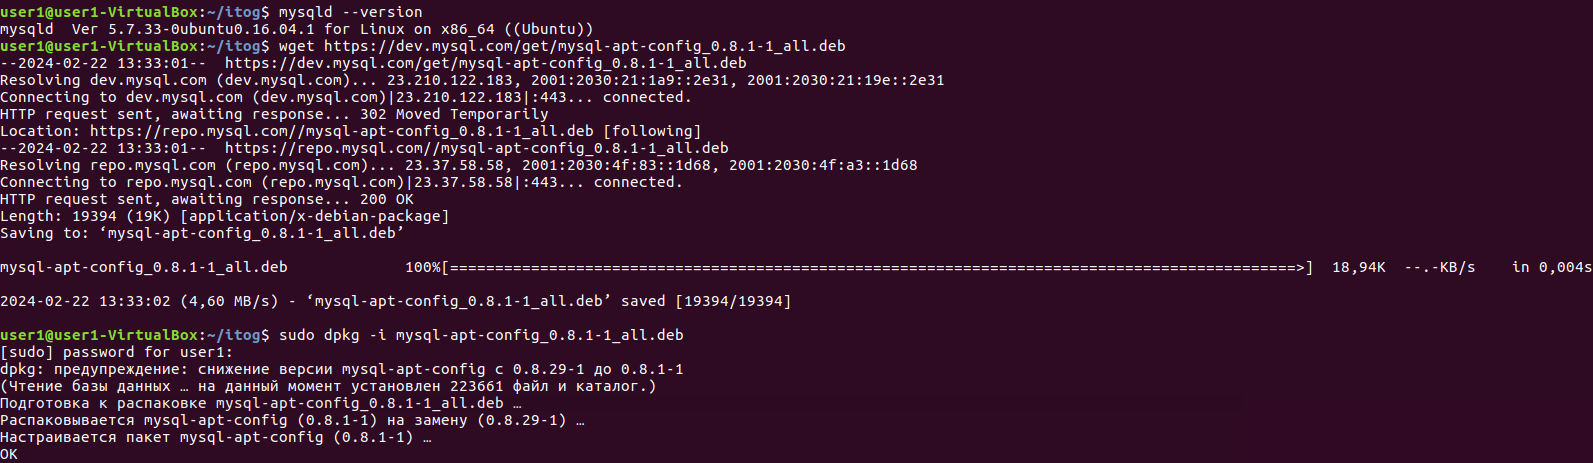 user1@user1-VirtualBox:~/itog$ mysqld --version
mysqld  Ver 5.7.33-0ubuntu0.16.04.1 for Linux on x86_64 ((Ubuntu))
user1@user1-VirtualBox:~/itog$ wget https://dev.mysql.com/get/mysql-apt-config_0.8.1-1_all.deb
--2024-02-22 13:33:01--  https://dev.mysql.com/get/mysql-apt-config_0.8.1-1_all.deb
Resolving dev.mysql.com (dev.mysql.com)... 23.210.122.183, 2001:2030:21:1a9::2e31, 2001:2030:21:19e::2e31
Connecting to dev.mysql.com (dev.mysql.com)|23.210.122.183|:443... connected.
HTTP request sent, awaiting response... 302 Moved Temporarily
Location: https://repo.mysql.com//mysql-apt-config_0.8.1-1_all.deb [following]
--2024-02-22 13:33:01--  https://repo.mysql.com//mysql-apt-config_0.8.1-1_all.deb
Resolving repo.mysql.com (repo.mysql.com)... 23.37.58.58, 2001:2030:4f:83::1d68, 2001:2030:4f:a3::1d68
Connecting to repo.mysql.com (repo.mysql.com)|23.37.58.58|:443... connected.
HTTP request sent, awaiting response... 200 OK
Length: 19394 (19K) [application/x-debian-package]
Saving to: ‘mysql-apt-config_0.8.1-1_all.deb’
mysql-apt-config_0.8.1-1_all.deb             100%[==============================================================================================>]  18,94K  --.-KB/s    in 0,004s
2024-02-22 13:33:02 (4,60 MB/s) - ‘mysql-apt-config_0.8.1-1_all.deb’ saved [19394/19394]
user1@user1-VirtualBox:~/itog$ sudo dpkg -i mysql-apt-config_0.8.1-1_all.deb
[sudo] password for user1:
dpkg: предупреждение: снижение версии mysql-apt-config с 0.8.29-1 до 0.8.1-1
(Чтение базы данных … на данный момент установлен 223661 файл и каталог.)
Подготовка к распаковке mysql-apt-config_0.8.1-1_all.deb …
Распаковывается mysql-apt-config (0.8.1-1) на замену (0.8.29-1) …
Настраивается пакет mysql-apt-config (0.8.1-1) …
OK